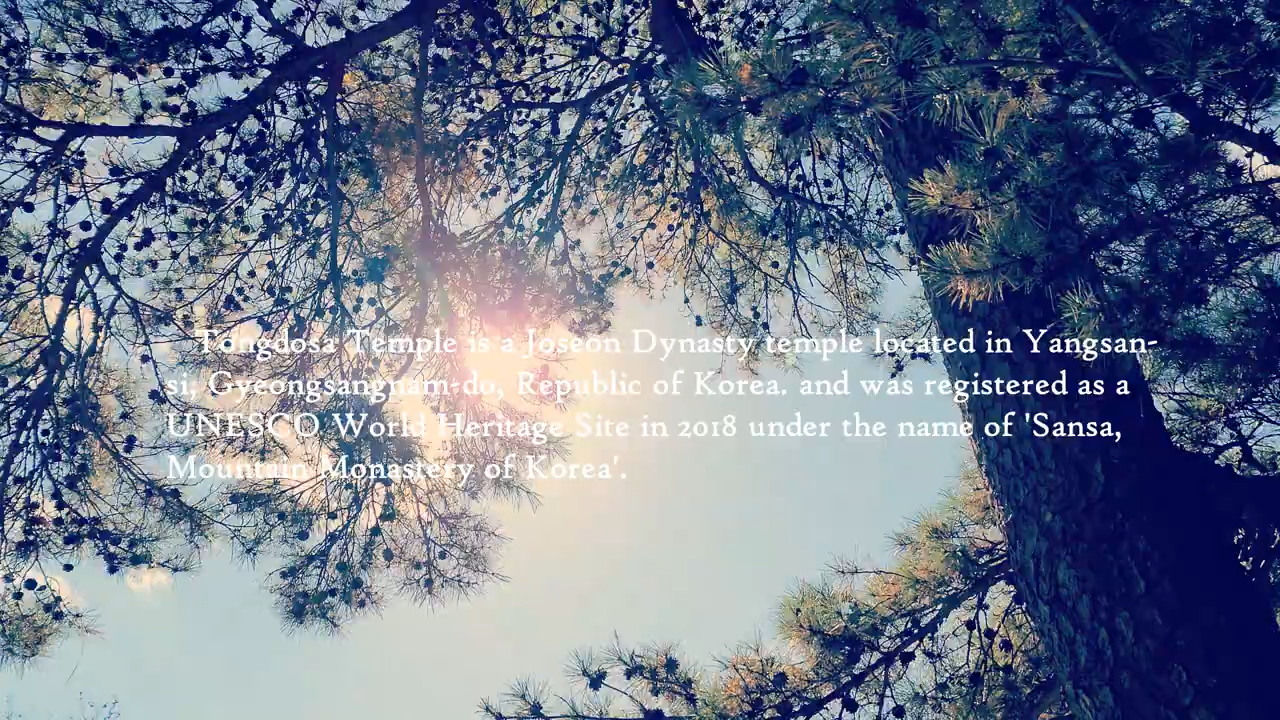 Tongdosa Temple is a Joseon Dynasty temple located in Yangsan-
si, Gyeongsangnam-do, Republic of Korea. and was registered as a
UNESCO World Heritage Site in 2018 under the name of 'Sansa,
Mountain Monastery of Korea'.